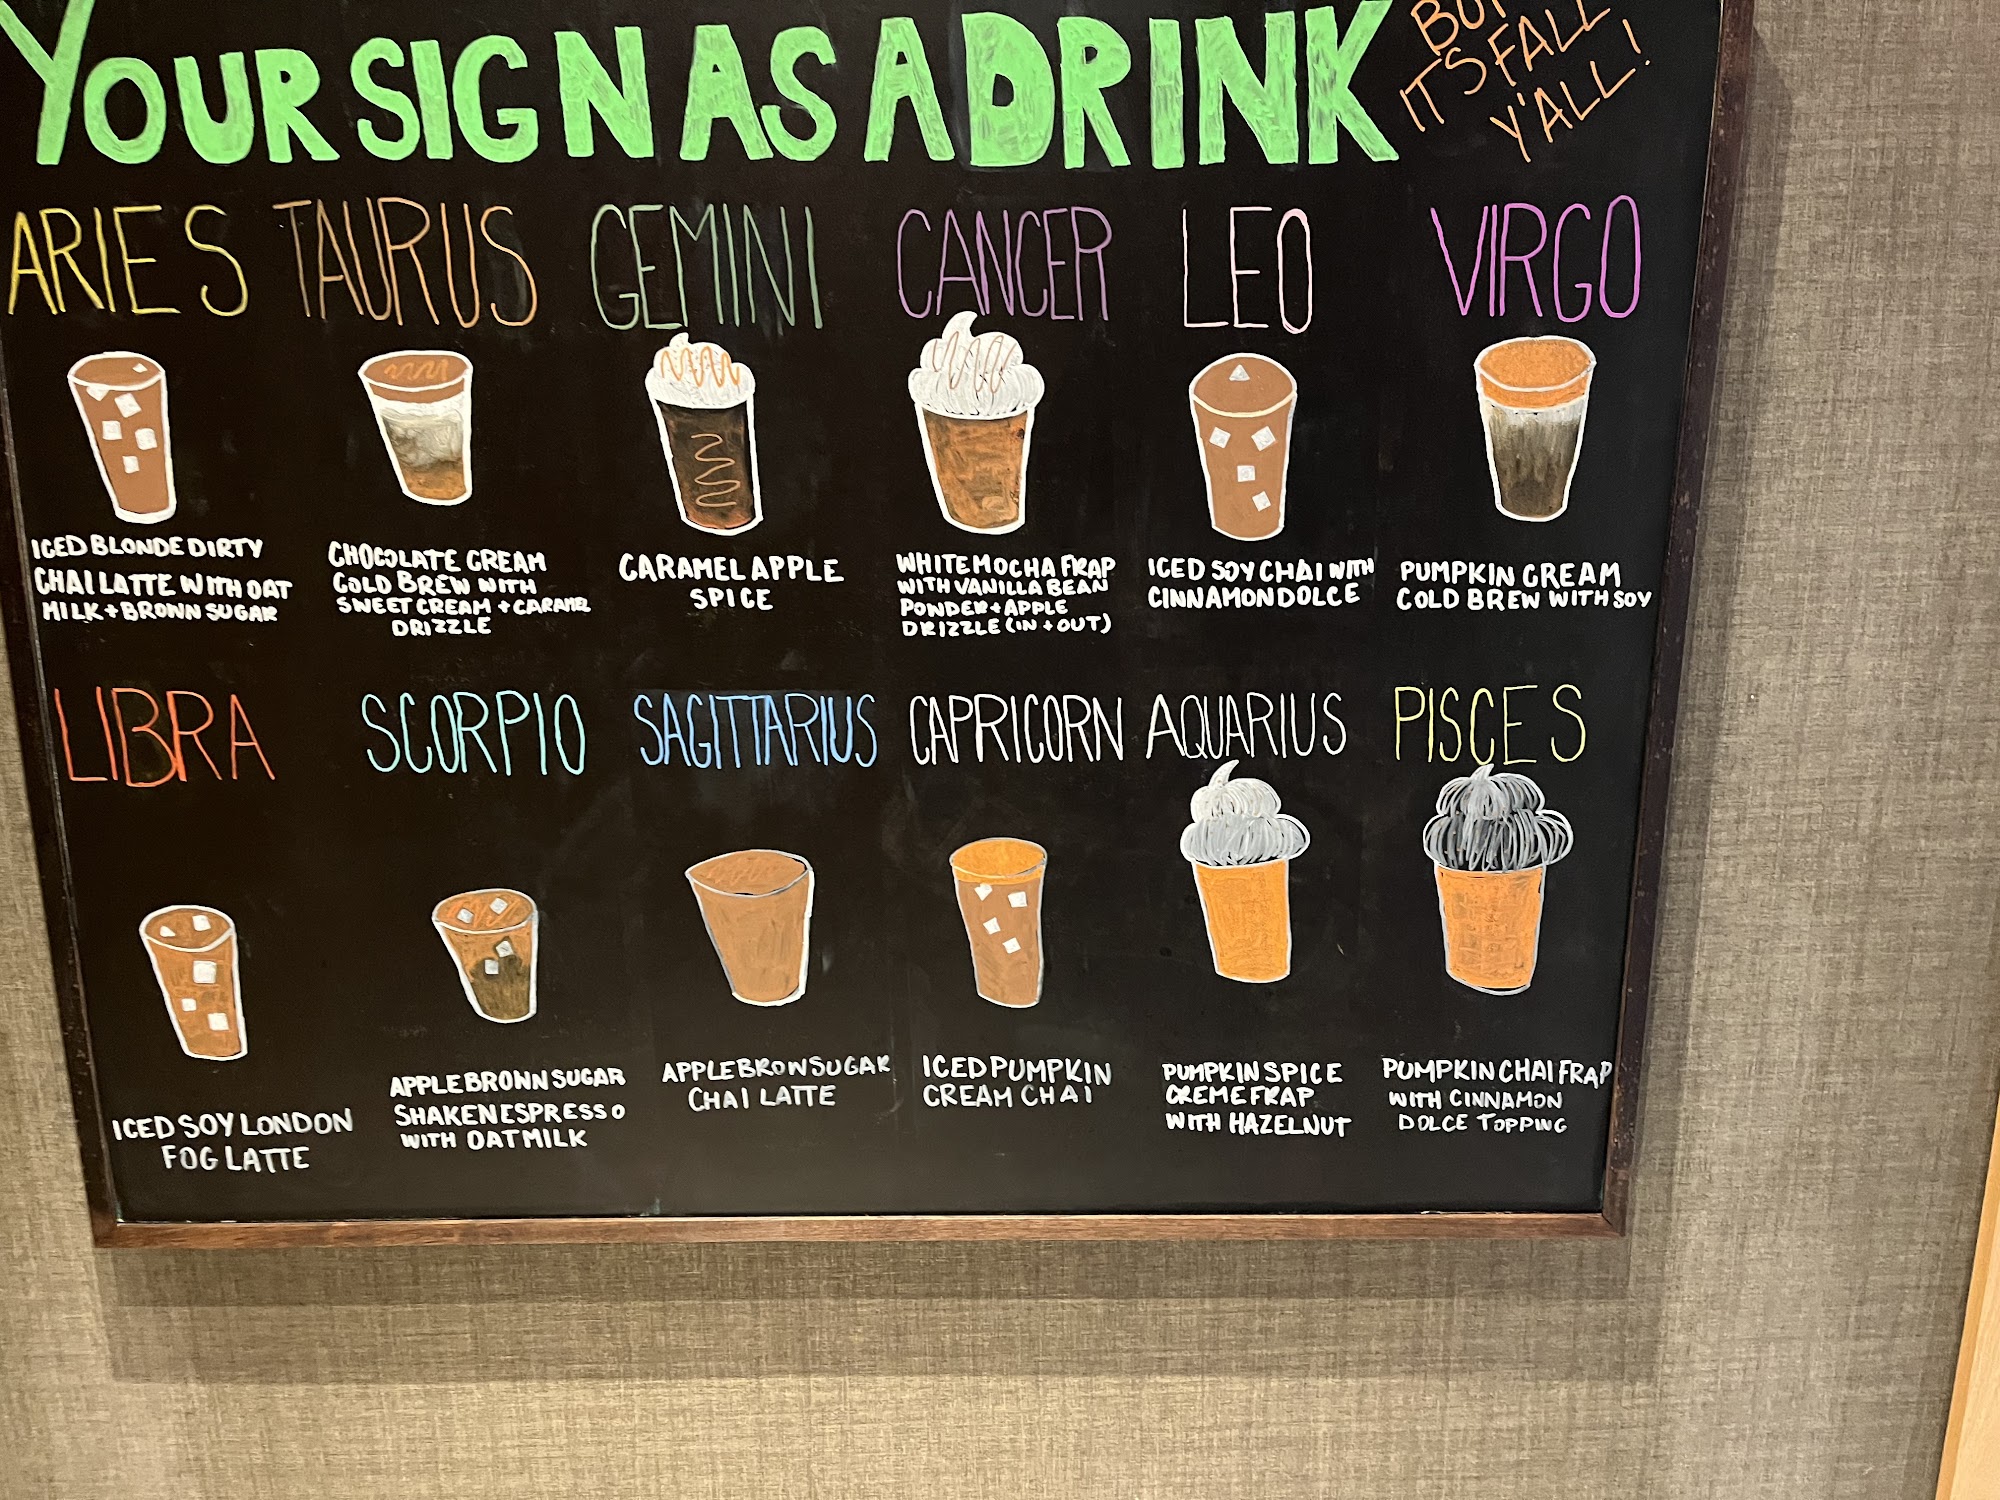 YOUR SIGN AS A DRINK
BUT
IT'S FALL
Y'ALL!
ARIES
ICED BLONDE DIRTY
CHAI LATTE WITH OAT
MILK + BROWN SUGAR
TAURUS
CHOCOLATE CREAM
COLD BREW WITH
SWEET CREAM + CARAMEL
DRIZZLE
GEMINI
CARAMEL APPLE
SPICE
CANCER
WHITE MOCHA FRAP
WITH VANILLA BEAN
POWDER + APPLE
DRIZZLE (IN + OUT)
LEO
ICED SOY CHAI WITH
CINNAMON DOLCE
VIRGO
PUMPKIN CREAM
COLD BREW WITH SOY
LIBRA
ICED SOY LONDON
FOG LATTE
SCORPIO
APPLE BROWN SUGAR
SHAKEN ESPRESSO
WITH OATMILK
SAGITTARIUS
APPLE BROWN SUGAR
CHAI LATTE
CAPRICORN
ICED PUMPKIN
CREAM CHAI
AQUARIUS
PUMPKIN SPICE
CREME FRAP
WITH HAZELNUT
PISCES
PUMPKIN CHAI FRAP
WITH CINNAMON
DOLCE TOPPING